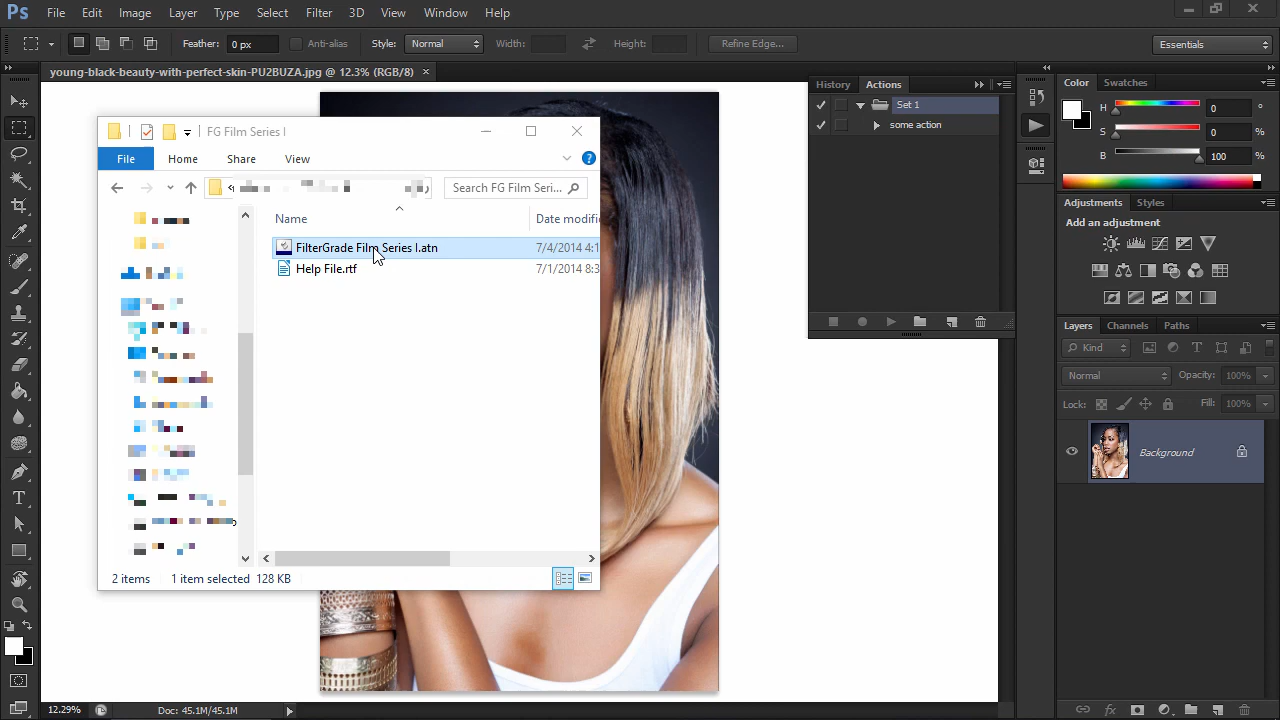 Ps File Edit Image Layer Type Select Filter 3D View Window Help
Feather: 0 px Anti-alias Style: Normal Width: Height: Refine Edge... Essentials
young-black-beauty-with-perfect-skin-PU2BUZA.jpg @ 12.3% (RGB/8) ×
History Actions
Set 1
some action
Color Swatches
H 0 °
S 0 %
B 100 %
Adjustments Styles
Add an adjustment
Layers Channels Paths
Kind
Normal Opacity: 100%
Lock: Fill: 100%
Background
FG Film Series I
File Home Share View
Search FG Film Seri...
Name Date modifi
FilterGrade Film Series I.atn 7/4/2014 4:1
Help File.rtf 7/1/2014 8:3
2 items 1 item selected 128 KB
12.29% Doc: 45.1M/45.1M